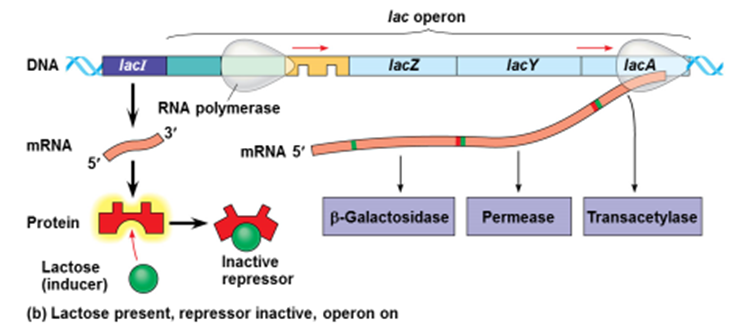 lac operon
DNA
lacI
lacZ
lacY
lacA
RNA polymerase
mRNA
5′
3′
mRNA 5′
Protein
β-Galactosidase
Permease
Transacetylase
Lactose
(inducer)
Inactive
repressor
(b) Lactose present, repressor inactive, operon on